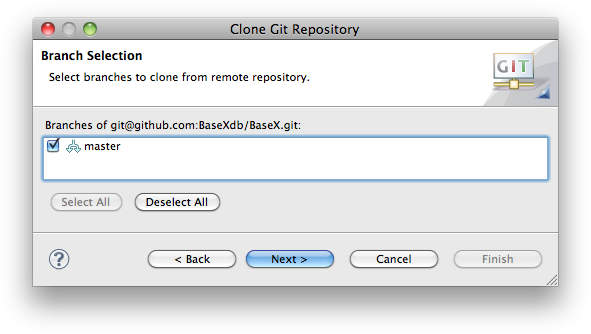 Clone Git Repository
Branch Selection
Select branches to clone from remote repository.
GIT
Branches of git@github.com:BaseXdb/BaseX.git:
master
Select All Deselect All
? < Back Next > Cancel Finish